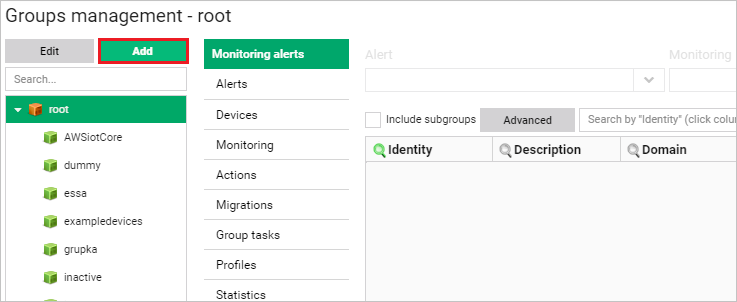 Groups management - root
Edit
Add
Search...
root
AWSiotCore
dummy
essa
exampledevices
grupka
inactive
Monitoring alerts
Alerts
Devices
Monitoring
Actions
Migrations
Group tasks
Profiles
Statistics
Alert
Monitoring
Include subgroups
Advanced
Search by "Identity" (click colu
Identity
Description
Domain